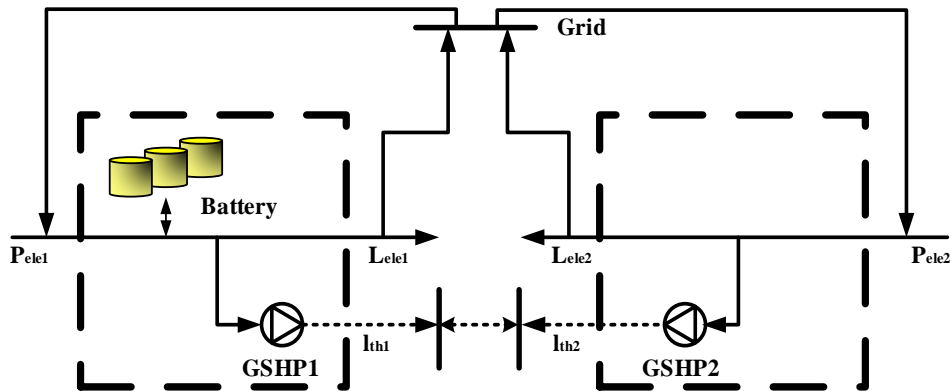 Grid
Battery
Pele1
Lele1
Lele2
Pele2
lth1
lth2
GSHP1
GSHP2